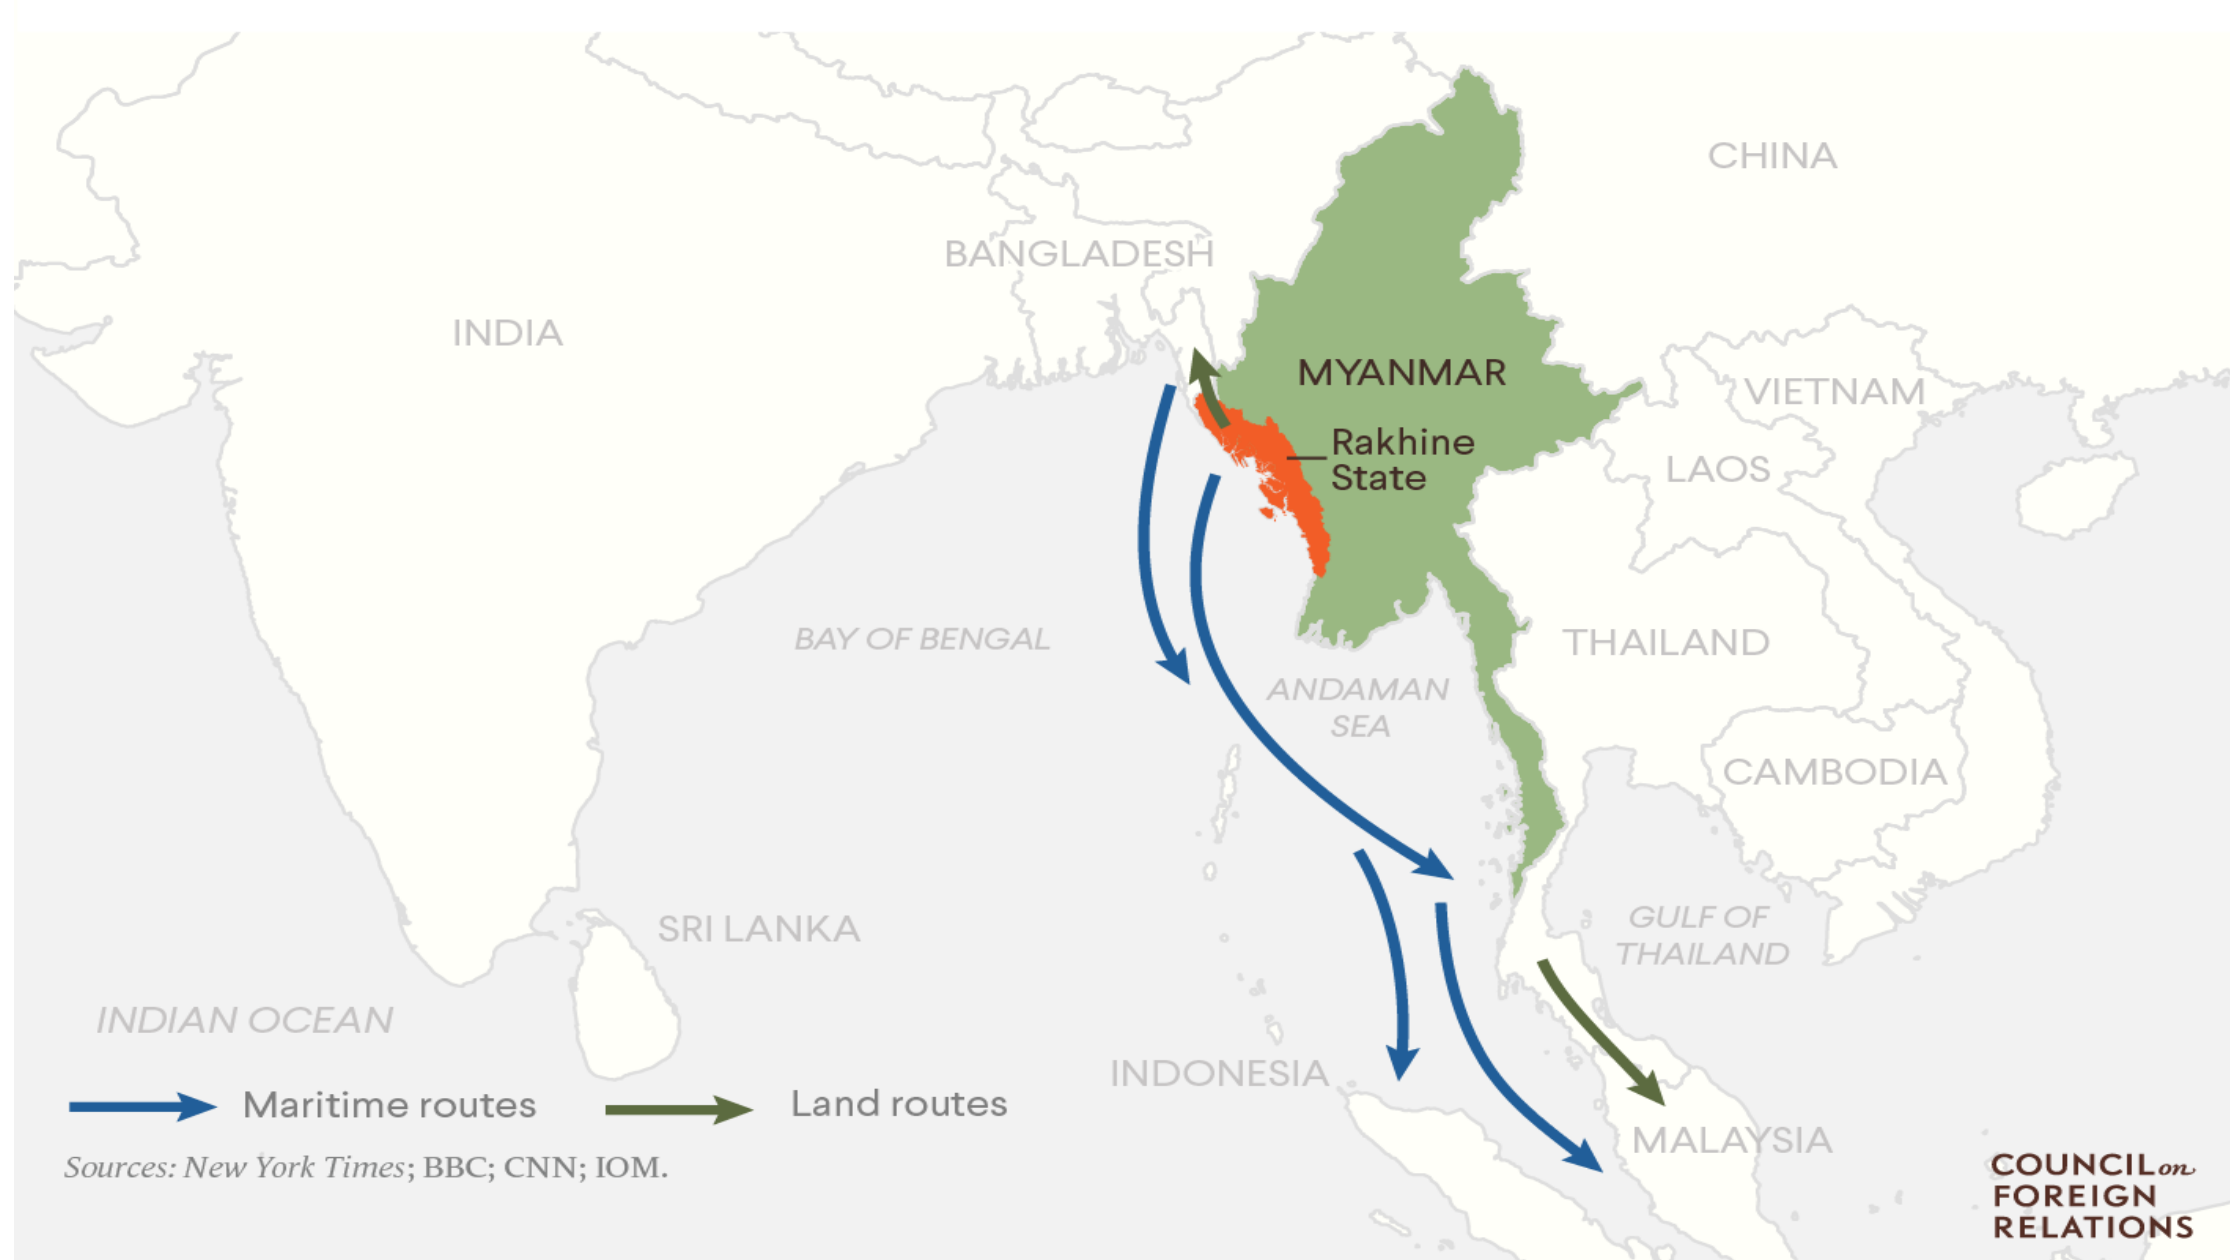 CHINA
BANGLADESH
INDIA
MYANMAR
VIETNAM
Rakhine
State
LAOS
BAY OF BENGAL
THAILAND
ANDAMAN
SEA
CAMBODIA
SRI LANKA
GULF OF
THAILAND
INDIAN OCEAN
INDONESIA
Maritime routes
Land routes
MALAYSIA
Sources: New York Times; BBC; CNN; IOM.
COUNCIL on
FOREIGN
RELATIONS